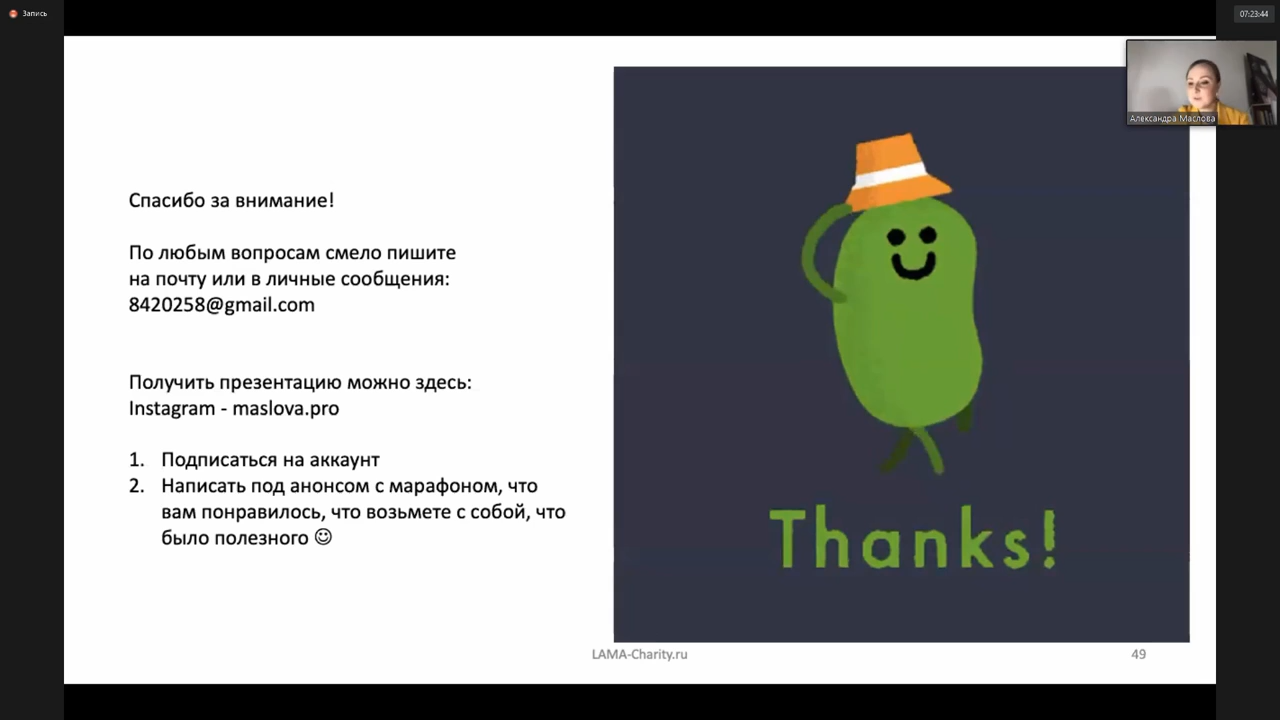 Запись
07:23:44
Александра Маслова
Спасибо за внимание!
По любым вопросам смело пишите
на почту или в личные сообщения:
8420258@gmail.com
Получить презентацию можно здесь:
Instagram - maslova.pro
1. Подписаться на аккаунт
2. Написать под анонсом с марафоном, что
вам понравилось, что возьмете с собой, что
было полезного ☺
Thanks!
LAMA-Charity.ru
49